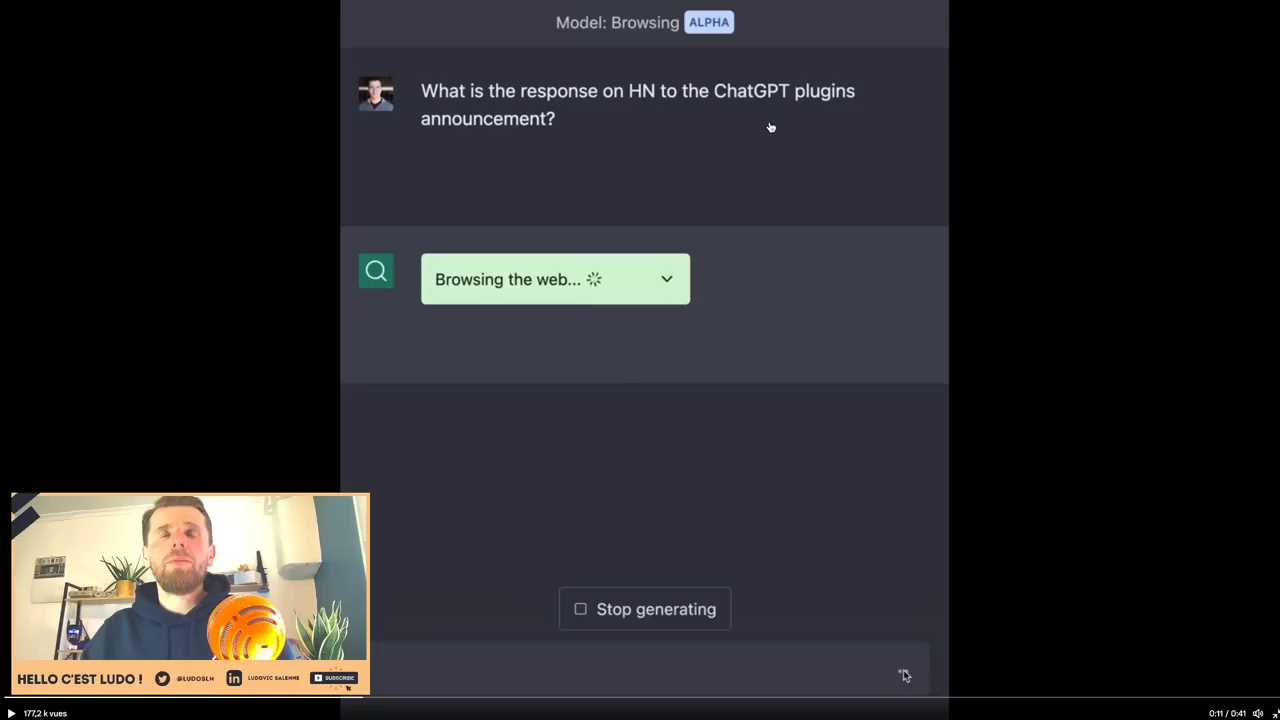 Model: Browsing ALPHA
What is the response on HN to the ChatGPT plugins
announcement?
Browsing the web...
Stop generating
HELLO C'EST LUDO ! @LUDOSLN LUDOVIC SALENNE SUBSCRIBE
177,2 k vues 0:11 / 0:41